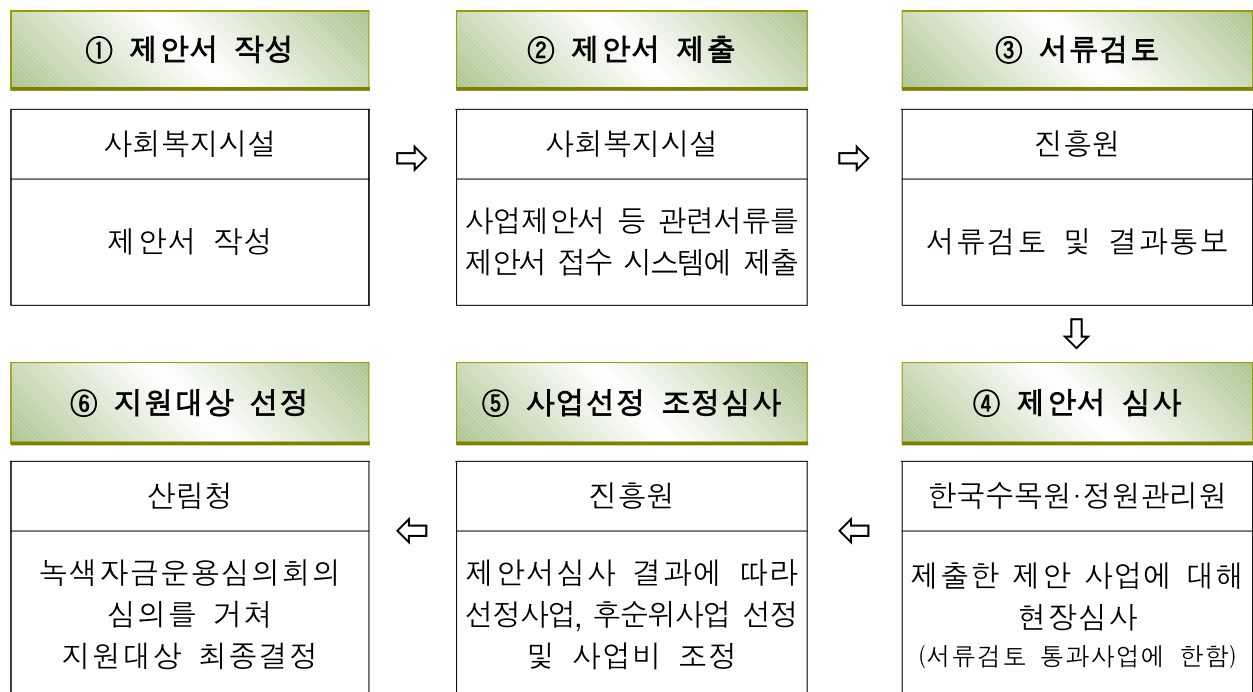 ① 제안서 작성
사회복지시설
제안서 작성
② 제안서 제출
사회복지시설
사업제안서 등 관련서류를
제안서 접수 시스템에 제출
③ 서류검토
진흥원
서류검토 및 결과통보
④ 제안서 심사
한국수목원·정원관리원
제출한 제안 사업에 대해
현장심사
(서류검토 통과사업에 한함)
⑤ 사업선정 조정심사
진흥원
제안서심사 결과에 따라
선정사업, 후순위사업 선정
및 사업비 조정
⑥ 지원대상 선정
산림청
녹색자금운용심의회의
심의를 거쳐
지원대상 최종결정